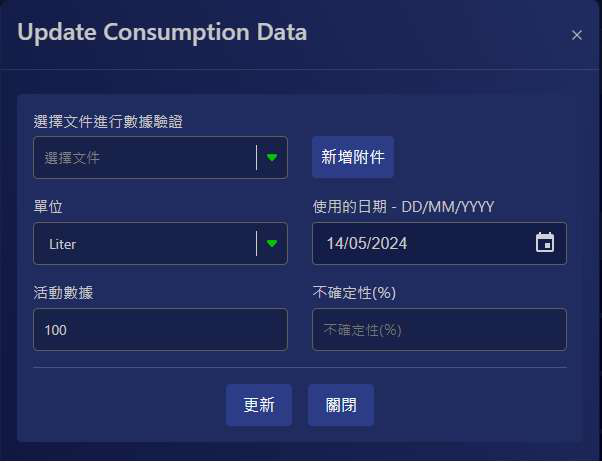 Update Consumption Data
選擇文件進行數據驗證
選擇文件
新增附件
單位
使用的日期 - DD/MM/YYYY
Liter
14/05/2024
活動數據
不確定性(%)
100
不確定性(%)
更新
關閉